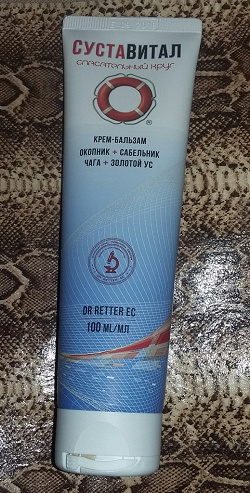 СУСТАВИТАЛ
СПАСАТЕЛЬНЫЙ КРУГ
®
КРЕМ-БАЛЬЗАМ
ОКОПНИК + САБЕЛЬНИК
ЧАГА + ЗОЛОТОЙ УС
DR RETTER EC
100 ML/МЛ